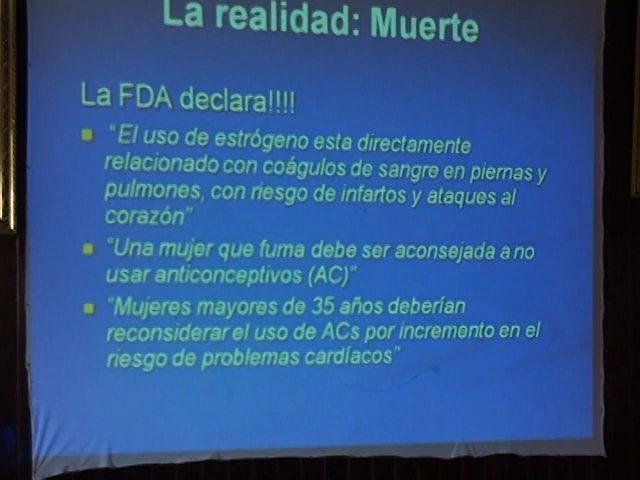 La realidad: Muerte
La FDA declara!!!!
"El uso de estrógeno esta directamente
relacionado con coágulos de sangre en piernas y
pulmones, con riesgo de infartos y ataques al
corazón"
"Una mujer que fuma debe ser aconsejada a no
usar anticonceptivos (AC)"
"Mujeres mayores de 35 años deberían
reconsiderar el uso de ACs por incremento en el
riesgo de problemas cardíacos"